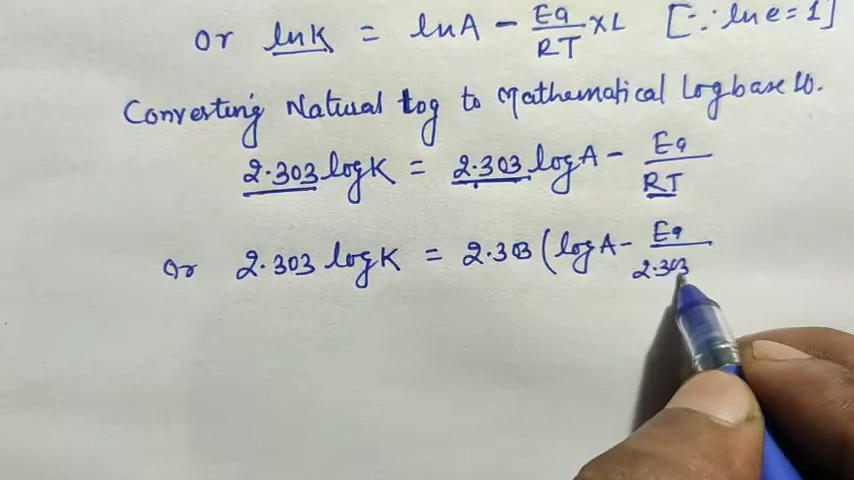 or lnK = lnA - Ea/RT x1 [∵ lne = 1]
Converting Natural log to Mathematical Log base 10.
2.303 logK = 2.303 logA - Ea/RT
Or 2.303 logK = 2.303 (logA - Ea/2.303